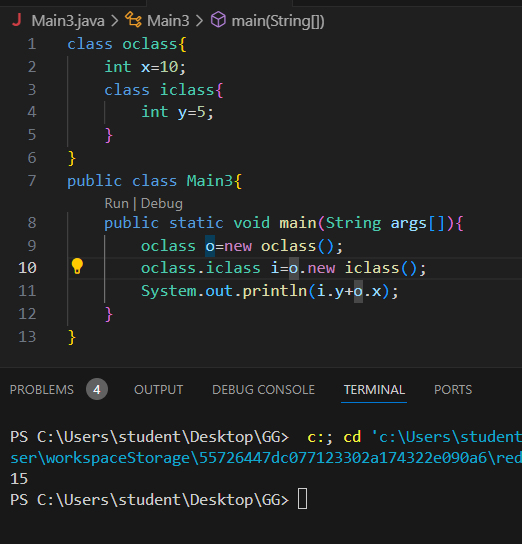 J Main3.java > Main3 > main(String[])
1 class oclass{
2 int x=10;
3 class iclass{
4 int y=5;
5 }
6 }
7 public class Main3{
Run | Debug
8 public static void main(String args[]){
9 oclass o=new oclass();
10 oclass.iclass i=o.new iclass();
11 System.out.println(i.y+o.x);
12 }
13 }
PROBLEMS 4 OUTPUT DEBUG CONSOLE TERMINAL PORTS
PS C:\Users\student\Desktop\GG> c:; cd 'c:\Users\student
ser\workspaceStorage\55726447dc077123302a174322e090a6\red
15
PS C:\Users\student\Desktop\GG>